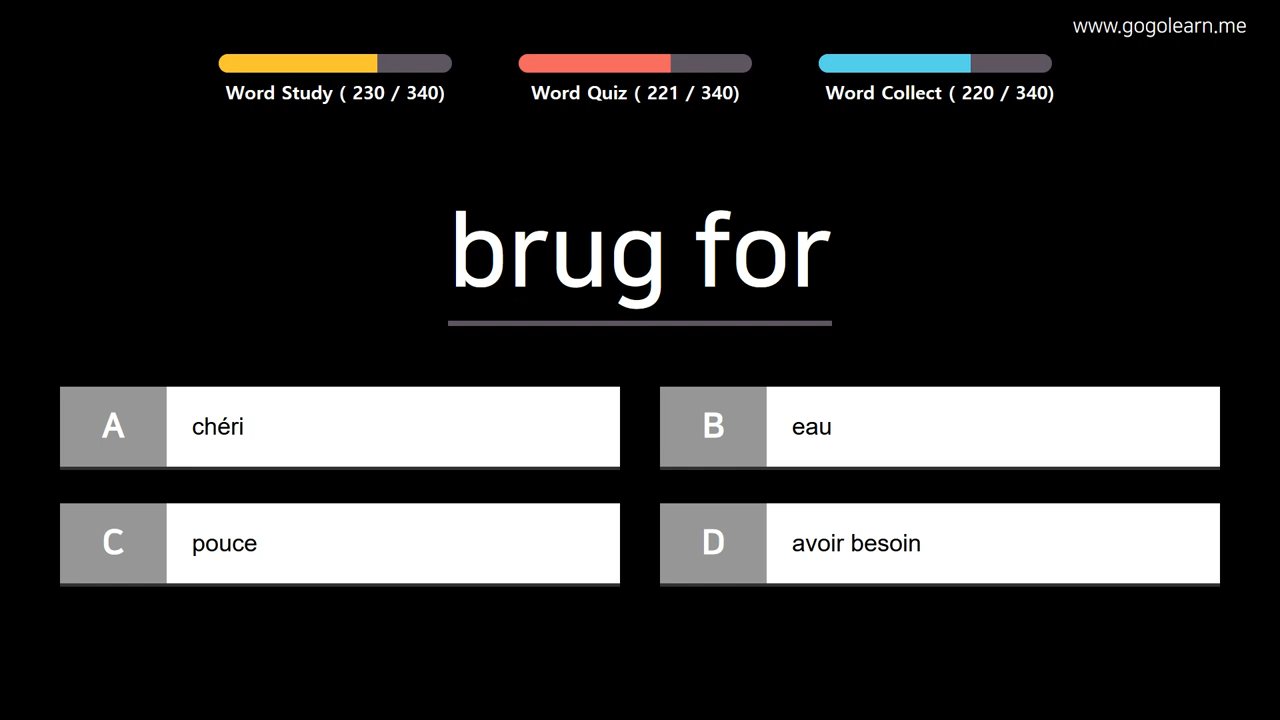 www.gogolearn.me
Word Study ( 230 / 340)
Word Quiz ( 221 / 340)
Word Collect ( 220 / 340)
brug for
A chéri
B eau
C pouce
D avoir besoin